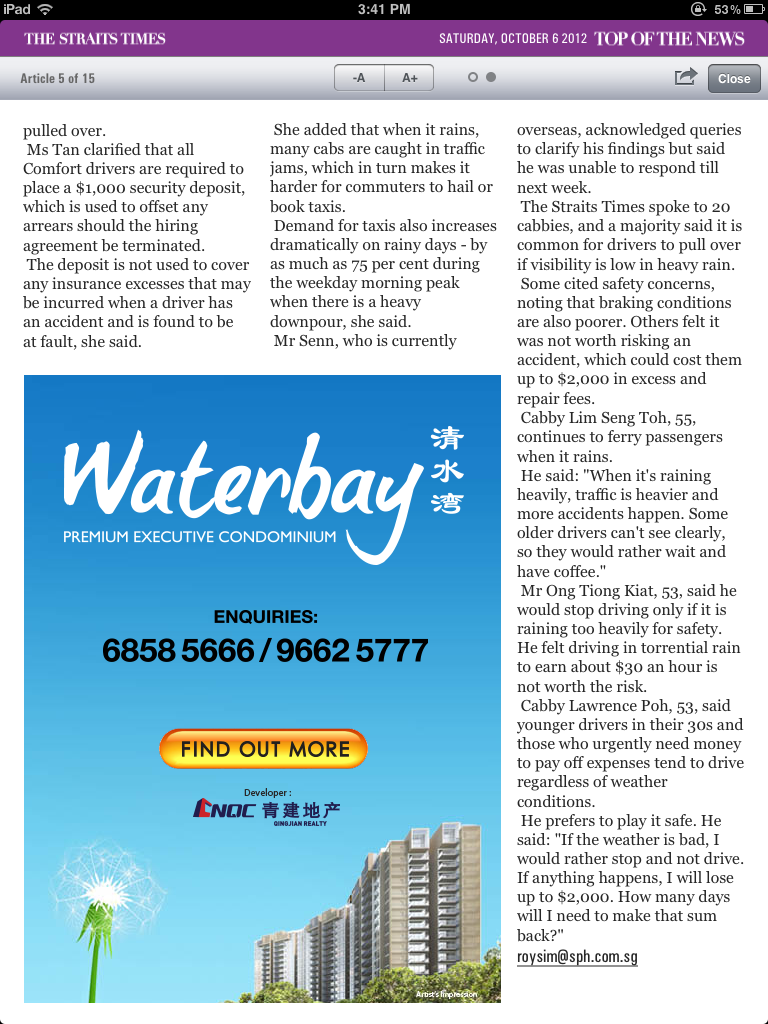 iPad
3:41 PM
53%
THE STRAITS TIMES
SATURDAY, OCTOBER 6 2012 TOP OF THE NEWS
Article 5 of 15
-A
A+
Close
pulled over.
Ms Tan clarified that all
Comfort drivers are required to
place a $1,000 security deposit,
which is used to offset any
arrears should the hiring
agreement be terminated.
The deposit is not used to cover
any insurance excesses that may
be incurred when a driver has
an accident and is found to be
at fault, she said.
She added that when it rains,
many cabs are caught in traffic
jams, which in turn makes it
harder for commuters to hail or
book taxis.
Demand for taxis also increases
dramatically on rainy days - by
as much as 75 per cent during
the weekday morning peak
when there is a heavy
downpour, she said.
Mr Senn, who is currently
overseas, acknowledged queries
to clarify his findings but said
he was unable to respond till
next week.
The Straits Times spoke to 20
cabbies, and a majority said it is
common for drivers to pull over
if visibility is low in heavy rain.
Some cited safety concerns,
noting that braking conditions
are also poorer. Others felt it
was not worth risking an
accident, which could cost them
up to $2,000 in excess and
repair fees.
Cabby Lim Seng Toh, 55,
continues to ferry passengers
when it rains.
He said: "When it's raining
heavily, traffic is heavier and
more accidents happen. Some
older drivers can't see clearly,
so they would rather wait and
have coffee."
Mr Ong Tiong Kiat, 53, said he
would stop driving only if it is
raining too heavily for safety.
He felt driving in torrential rain
to earn about $30 an hour is
not worth the risk.
Cabby Lawrence Poh, 53, said
younger drivers in their 30s and
those who urgently need money
to pay off expenses tend to drive
regardless of weather
conditions.
He prefers to play it safe. He
said: "If the weather is bad, I
would rather stop and not drive.
If anything happens, I will lose
up to $2,000. How many days
will I need to make that sum
back?"
roysim@sph.com.sg
Waterbay
清水湾
PREMIUM EXECUTIVE CONDOMINIUM
ENQUIRIES:
6858 5666 / 9662 5777
FIND OUT MORE
Developer :
CNQC 青建地产
QINGJIAN REALTY
Artist's Impression